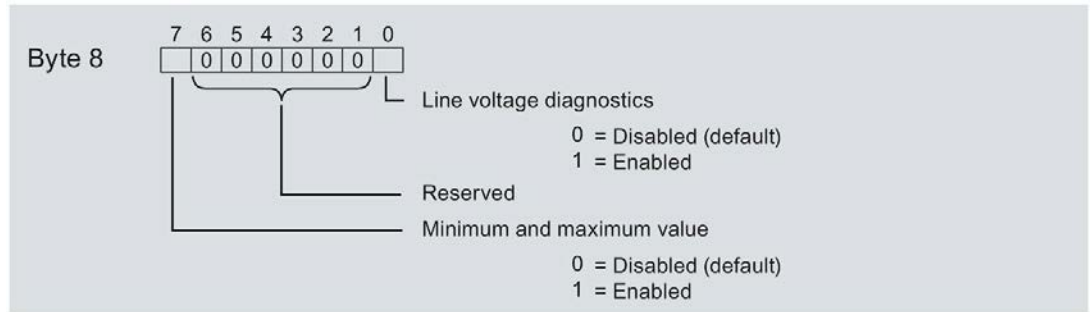 7 6 5 4 3 2 1 0
Byte 8 0 0 0 0 0 0
Line voltage diagnostics
0 = Disabled (default)
1 = Enabled
Reserved
Minimum and maximum value
0 = Disabled (default)
1 = Enabled